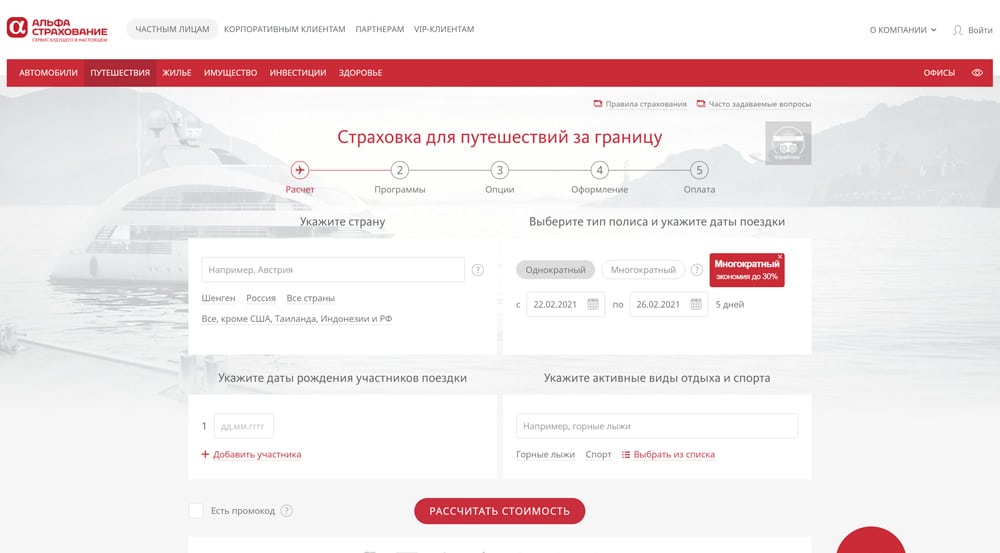 АЛЬФА
СТРАХОВАНИЕ
СЕРВИС БУДУЩЕГО В НАСТОЯЩЕМ
ЧАСТНЫМ ЛИЦАМ КОРПОРАТИВНЫМ КЛИЕНТАМ ПАРТНЕРАМ VIP-КЛИЕНТАМ О КОМПАНИИ Войти
АВТОМОБИЛИ ПУТЕШЕСТВИЯ ЖИЛЬЕ ИМУЩЕСТВО ИНВЕСТИЦИИ ЗДОРОВЬЕ ОФИСЫ
Правила страхования Часто задаваемые вопросы
Страховка для путешествий за границу
tripadvisor
2 3 4 5
Расчет Программы Опции Оформление Оплата
Укажите страну
Например, Австрия ?
Шенген Россия Все страны
Все, кроме США, Таиланда, Индонезии и РФ
Выберите тип полиса и укажите даты поездки
Однократный Многократный ? Многократный ×
экономия до 30%
с 22.02.2021 по 26.02.2021 5 дней
Укажите даты рождения участников поездки
1 дд.мм.гггг
+ Добавить участника
Укажите активные виды отдыха и спорта
Например, горные лыжи
Горные лыжи Спорт Выбрать из списка
Есть промокод ? РАССЧИТАТЬ СТОИМОСТЬ